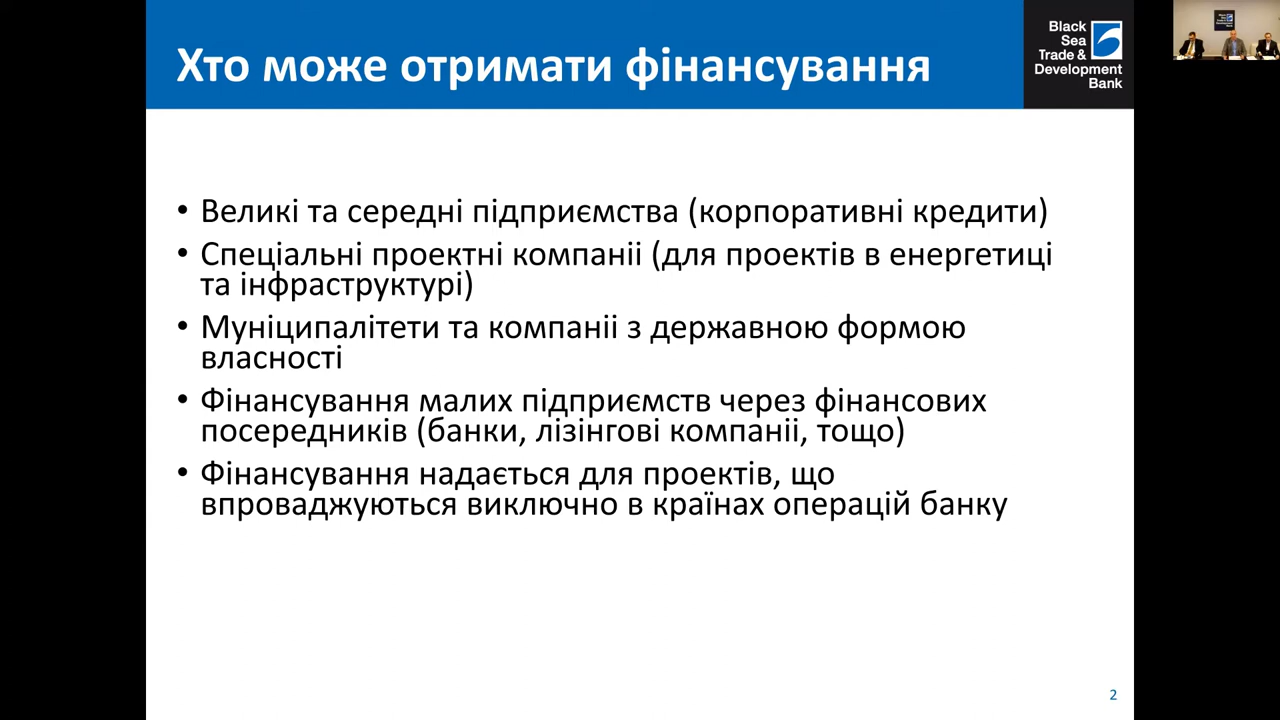 Хто може отримати фінансування
Black
Sea
Trade &
Development
Bank
• Великі та середні підприємства (корпоративні кредити)
• Спеціальні проектні компаніі (для проектів в енергетиці
та інфраструктурі)
• Муніципалітети та компаніі з державною формою
власності
• Фінансування малих підприємств через фінансових
посередників (банки, лізінгові компаніі, тощо)
• Фінансування надається для проектів, що
впроваджуються виключно в країнах операцій банку
2